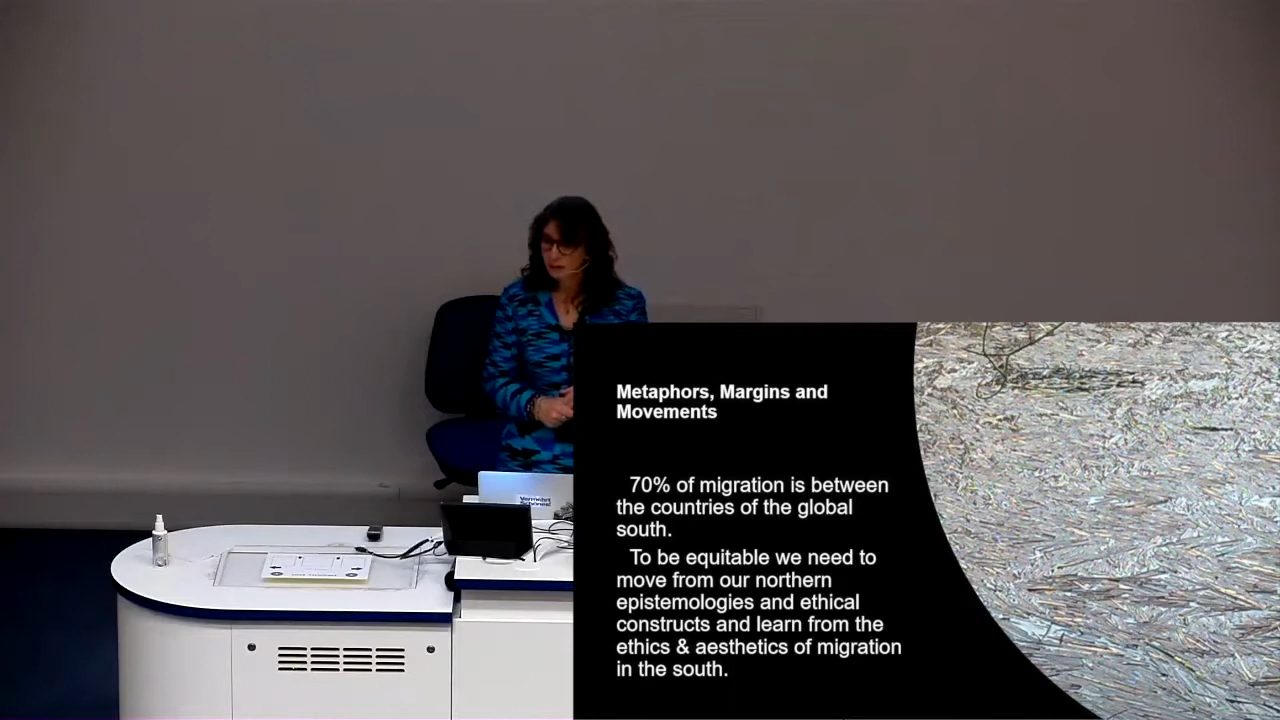 Metaphors, Margins and
Movements
70% of migration is between
the countries of the global
south.
To be equitable we need to
move from our northern
epistemologies and ethical
constructs and learn from the
ethics & aesthetics of migration
in the south.
Vermehrt
Schönes!